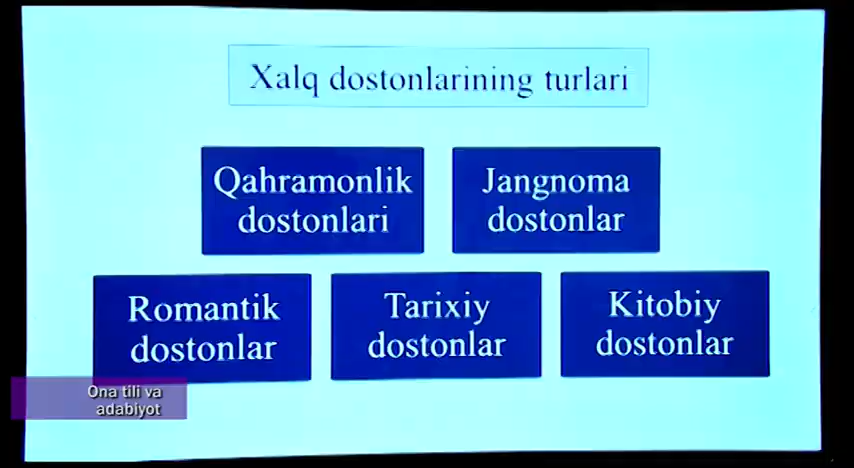 Xalq dostonlarining turlari
Qahramonlik
dostonlari
Jangnoma
dostonlar
Romantik
dostonlar
Tarixiy
dostonlar
Kitobiy
dostonlar
Ona tili va
adabiyot